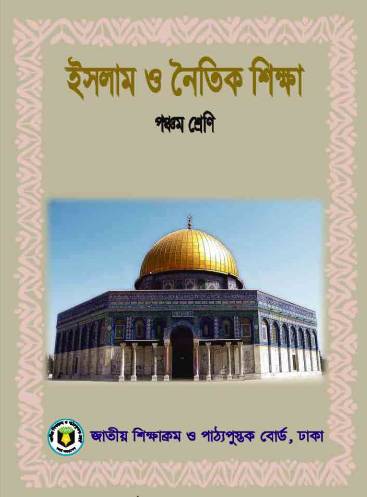 ইসলাম ও নৈতিক শিক্ষা
পঞ্চম শ্রেণি
জাতীয় শিক্ষাক্রম ও পাঠ্যপুস্তক বোর্ড, ঢাকা